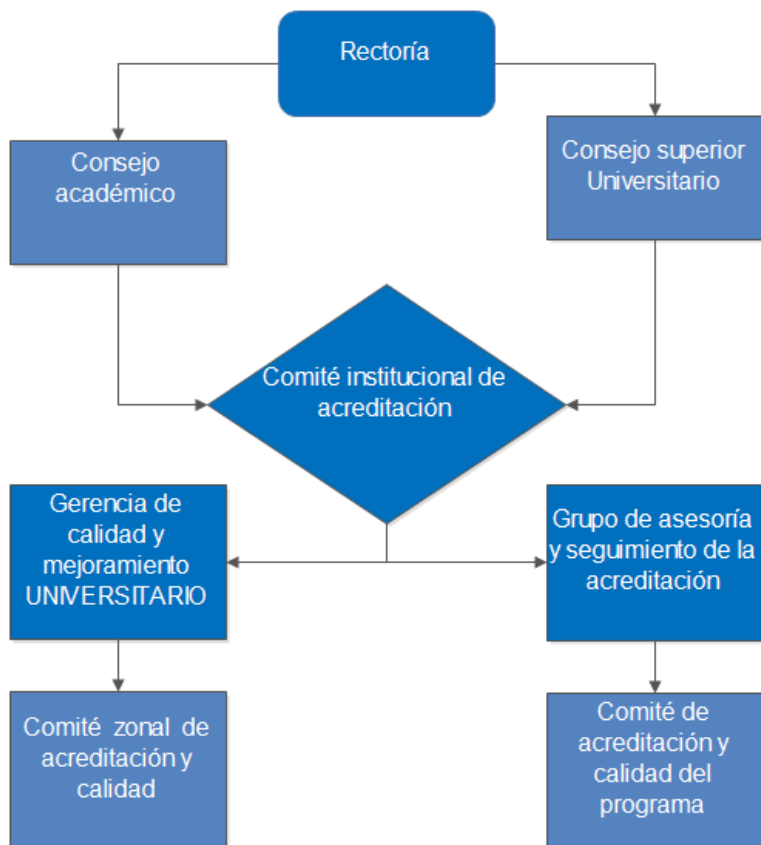 Rectoría
Consejo
académico
Consejo superior
Universitario
Comité institucional de
acreditación
Gerencia de
calidad y
mejoramiento
UNIVERSITARIO
Grupo de asesoría
y seguimiento de la
acreditación
Comité zonal de
acreditación y
calidad
Comité de
acreditación y
calidad del
programa